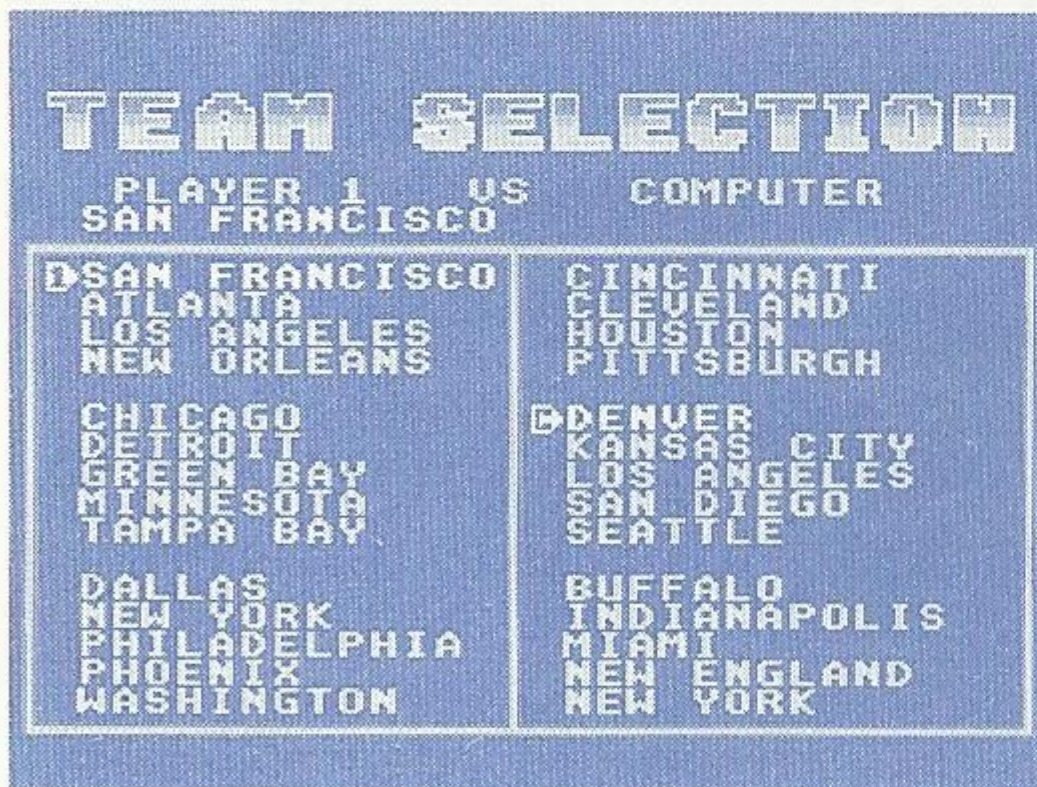 TEAM SELECTION
PLAYER 1 VS COMPUTER
SAN FRANCISCO
1 SAN FRANCISCO
ATLANTA
LOS ANGELES
NEW ORLEANS
CHICAGO
DETROIT
GREEN BAY
MINNESOTA
TAMPA BAY
DALLAS
NEW YORK
PHILADELPHIA
PHOENIX
WASHINGTON
CINCINNATI
CLEVELAND
HOUSTON
PITTSBURGH
C DENVER
KANSAS CITY
LOS ANGELES
SAN DIEGO
SEATTLE
BUFFALO
INDIANAPOLIS
MIAMI
NEW ENGLAND
NEW YORK